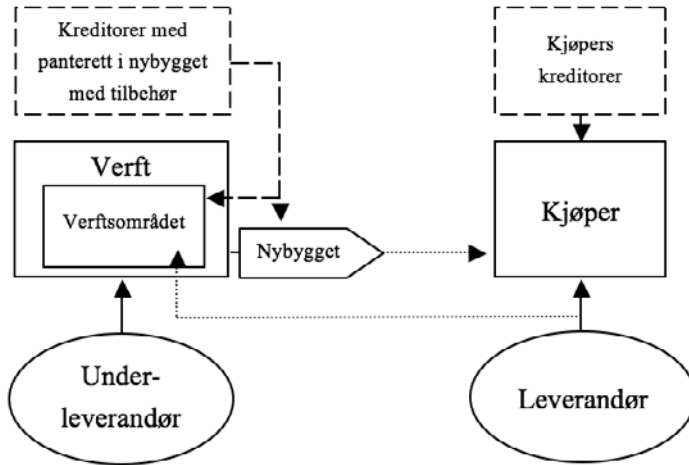 Kreditorer med
panterett i nybygget
med tilbehør
Kjøpers
kreditorer
Verft
Verftsområdet
Nybygget
Kjøper
Under-
leverandør
Leverandør